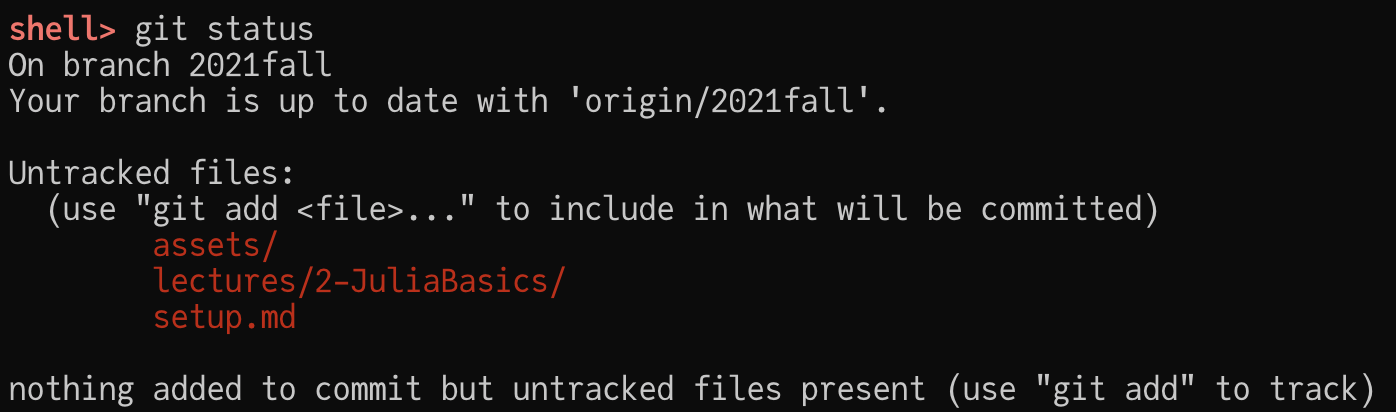 shell> git status
On branch 2021fall
Your branch is up to date with 'origin/2021fall'.
Untracked files:
(use "git add <file>..." to include in what will be committed)
assets/
lectures/2-JuliaBasics/
setup.md
nothing added to commit but untracked files present (use "git add" to track)